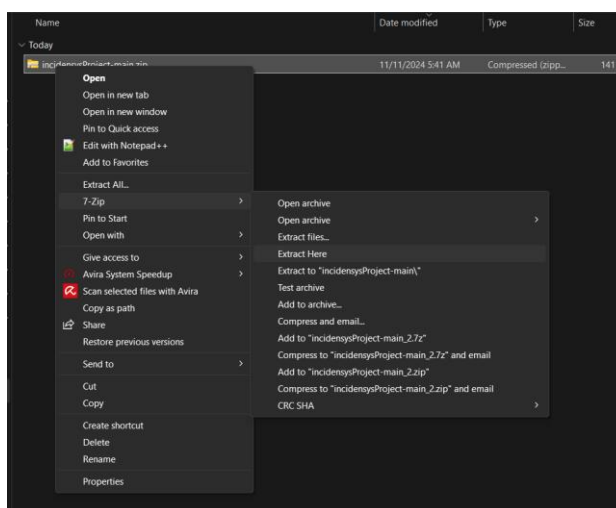 Name Date modified Type Size
Today
incidensysProject-main.zip 11/11/2024 5:41 AM Compressed (zipp... 141
Open
Open in new tab
Open in new window
Pin to Quick access
Edit with Notepad++
Add to Favorites
Extract All...
7-Zip
Pin to Start
Open with
Give access to
Avira System Speedup
Scan selected files with Avira
Copy as path
Share
Restore previous versions
Send to
Cut
Copy
Create shortcut
Delete
Rename
Properties
Open archive
Open archive
Extract files...
Extract Here
Extract to "incidensysProject-main\"
Test archive
Add to archive...
Compress and email...
Add to "incidensysProject-main_2.7z"
Compress to "incidensysProject-main_2.7z" and email
Add to "incidensysProject-main_2.zip"
Compress to "incidensysProject-main_2.zip" and email
CRC SHA